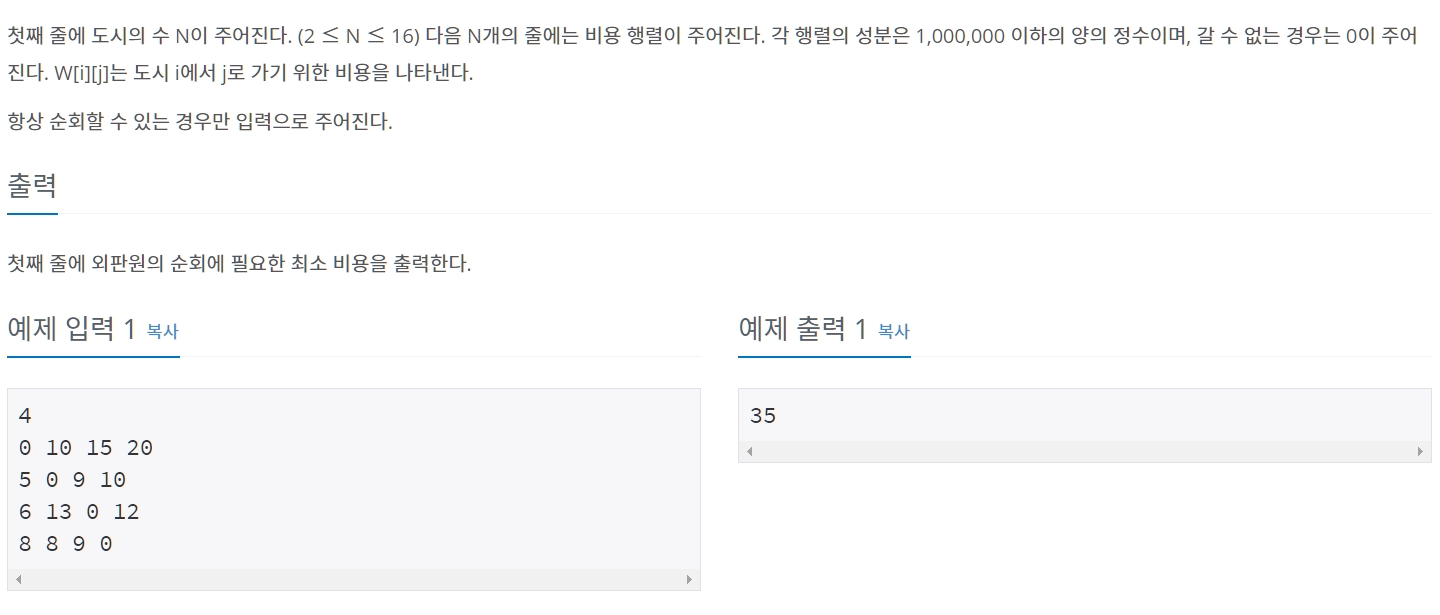 첫째 줄에 도시의 수 N이 주어진다. (2 ≤ N ≤ 16) 다음 N개의 줄에는 비용 행렬이 주어진다. 각 행렬의 성분은 1,000,000 이하의 양의 정수이며, 갈 수 없는 경우는 0이 주어
진다. W[i][j]는 도시 i에서 j로 가기 위한 비용을 나타낸다.
항상 순회할 수 있는 경우만 입력으로 주어진다.
출력
첫째 줄에 외판원의 순회에 필요한 최소 비용을 출력한다.
예제 입력 1 복사
4
0 10 15 20
5 0 9 10
6 13 0 12
8 8 9 0
예제 출력 1 복사
35